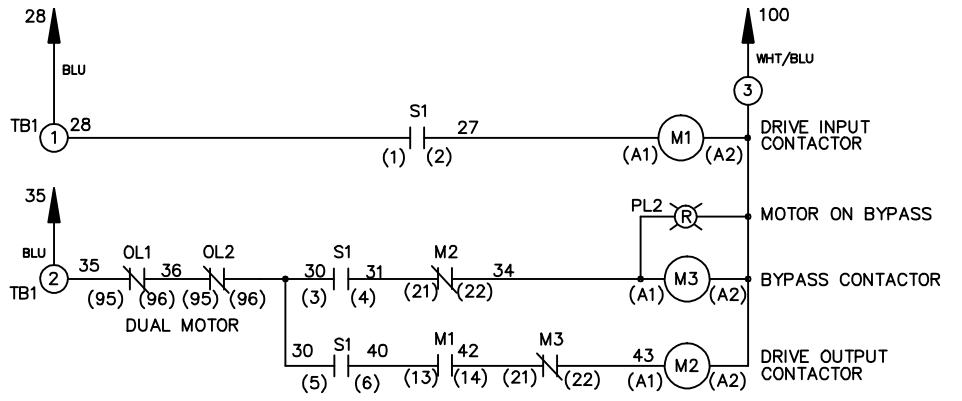 28
100
BLU
WHT/BLU
3
TB1
1
28
S1
27
M1
DRIVE INPUT
CONTACTOR
(1)
(2)
(A1)
(A2)
35
PL2
R
MOTOR ON BYPASS
BLU
2
TB1
35
OL1
36
OL2
30
S1
31
M2
34
M3
BYPASS CONTACTOR
(95)
(96)
(95)
(96)
(3)
(4)
(21)
(22)
(A1)
(A2)
DUAL MOTOR
30
S1
40
M1
42
M3
43
M2
DRIVE OUTPUT
CONTACTOR
(5)
(6)
(13)
(14)
(21)
(22)
(A1)
(A2)